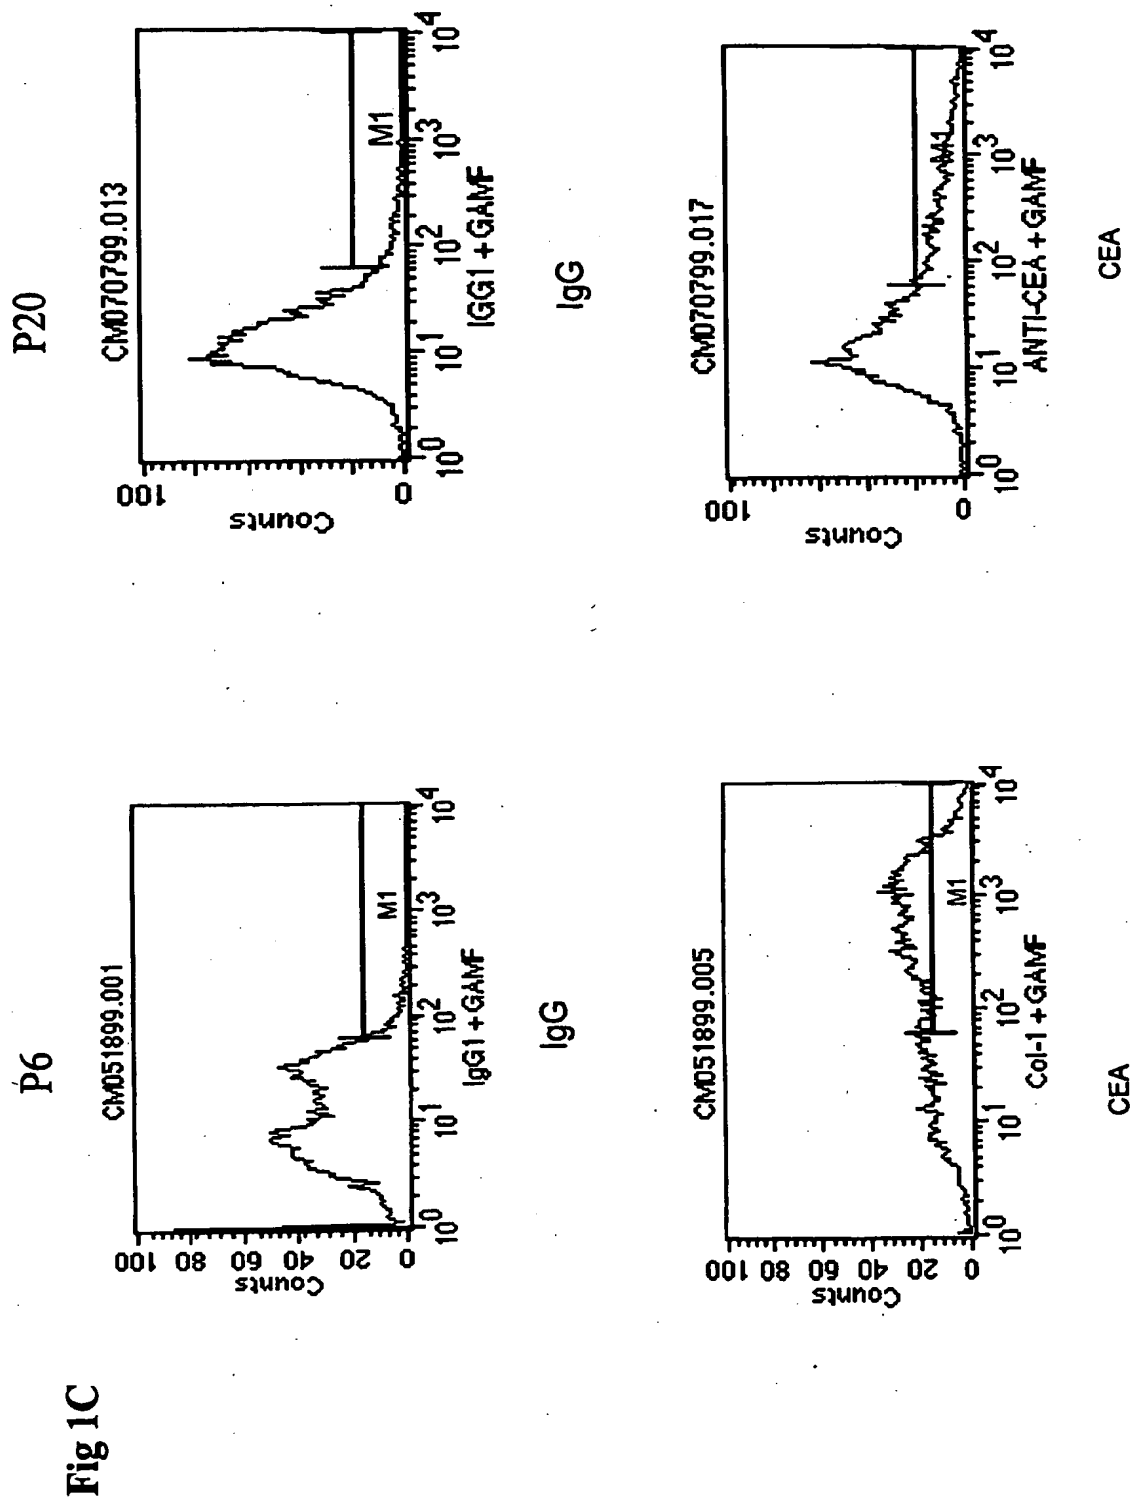 Fig 1C
P6
P20
CM051899.001
Counts
100
80
60
40
20
0
M1
10^0
10^1
10^2
10^3
10^4
IgG1 + GAMF
IgG
CM070799.013
Counts
100
0
M1
10^0
10^1
10^2
10^3
10^4
IGG1 + GAMF
IgG
CM051899.005
Counts
100
80
60
40
20
0
M1
10^0
10^1
10^2
10^3
10^4
Col-1 + GAMF
CEA
CM070799.017
Counts
100
0
M1
10^0
10^1
10^2
10^3
10^4
ANTI-CEA + GAMF
CEA